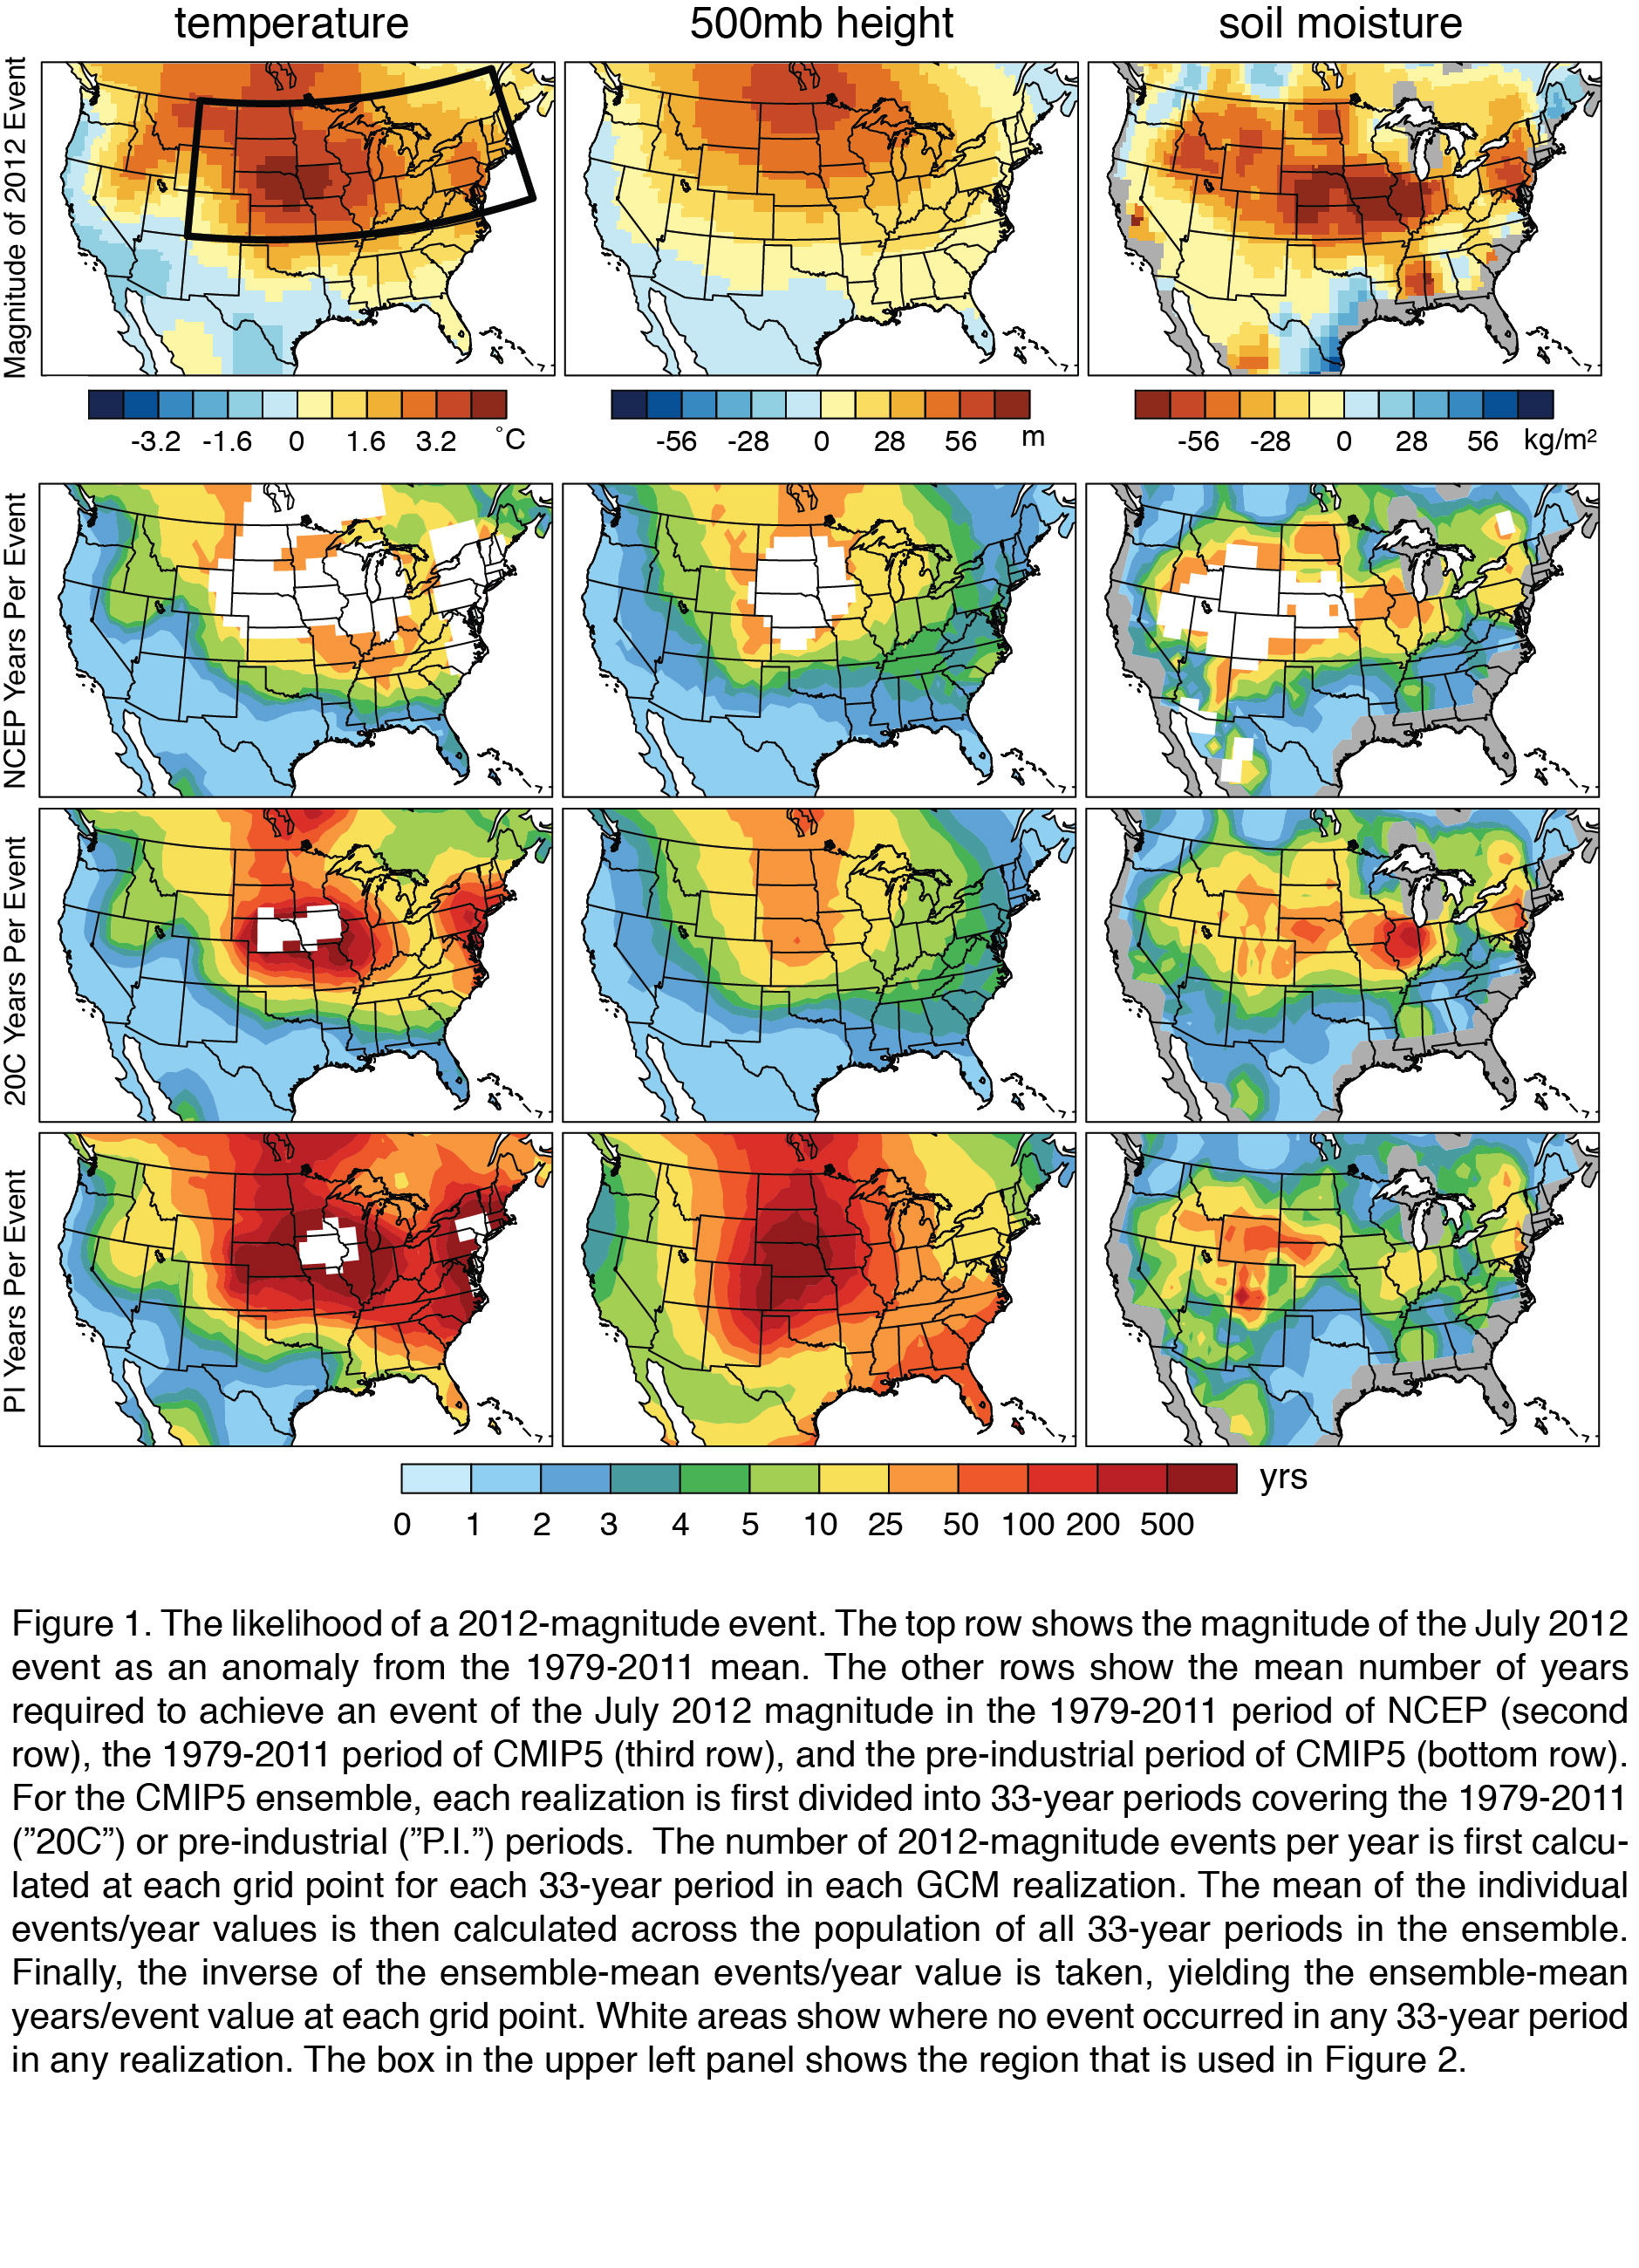 temperature 500mb height soil moisture
Magnitude of 2012 Event
-3.2 -1.6 0 1.6 3.2 °C
-56 -28 0 28 56 m
-56 -28 0 28 56 kg/m²
NCEP Years Per Event
20C Years Per Event
PI Years Per Event
yrs
0 1 2 3 4 5 10 25 50 100 200 500
Figure 1. The likelihood of a 2012-magnitude event. The top row shows the magnitude of the July 2012
event as an anomaly from the 1979-2011 mean. The other rows show the mean number of years
required to achieve an event of the July 2012 magnitude in the 1979-2011 period of NCEP (second
row), the 1979-2011 period of CMIP5 (third row), and the pre-industrial period of CMIP5 (bottom row).
For the CMIP5 ensemble, each realization is first divided into 33-year periods covering the 1979-2011
(”20C”) or pre-industrial (”P.I.”) periods. The number of 2012-magnitude events per year is first calcu-
lated at each grid point for each 33-year period in each GCM realization. The mean of the individual
events/year values is then calculated across the population of all 33-year periods in the ensemble.
Finally, the inverse of the ensemble-mean events/year value is taken, yielding the ensemble-mean
years/event value at each grid point. White areas show where no event occurred in any 33-year period
in any realization. The box in the upper left panel shows the region that is used in Figure 2.